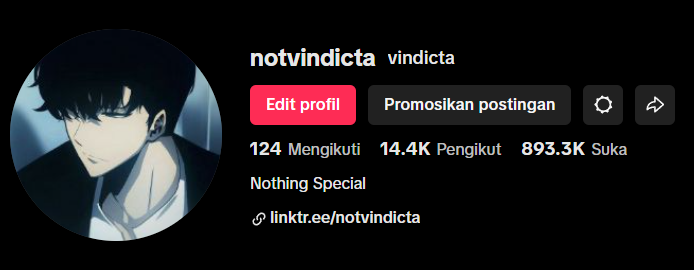 notvindicta vindicta
Edit profil Promosikan postingan
124 Mengikuti 14.4K Pengikut 893.3K Suka
Nothing Special
linktr.ee/notvindicta